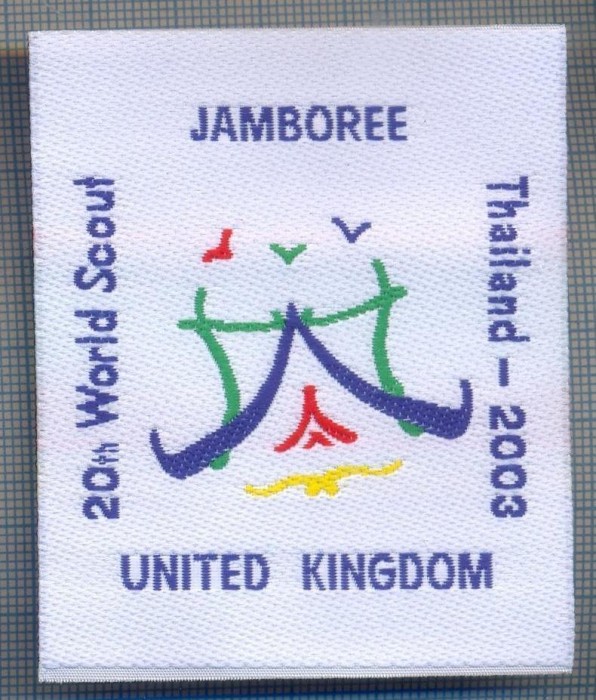 20th World Scout
JAMBOREE
Thailand – 2003
UNITED KINGDOM